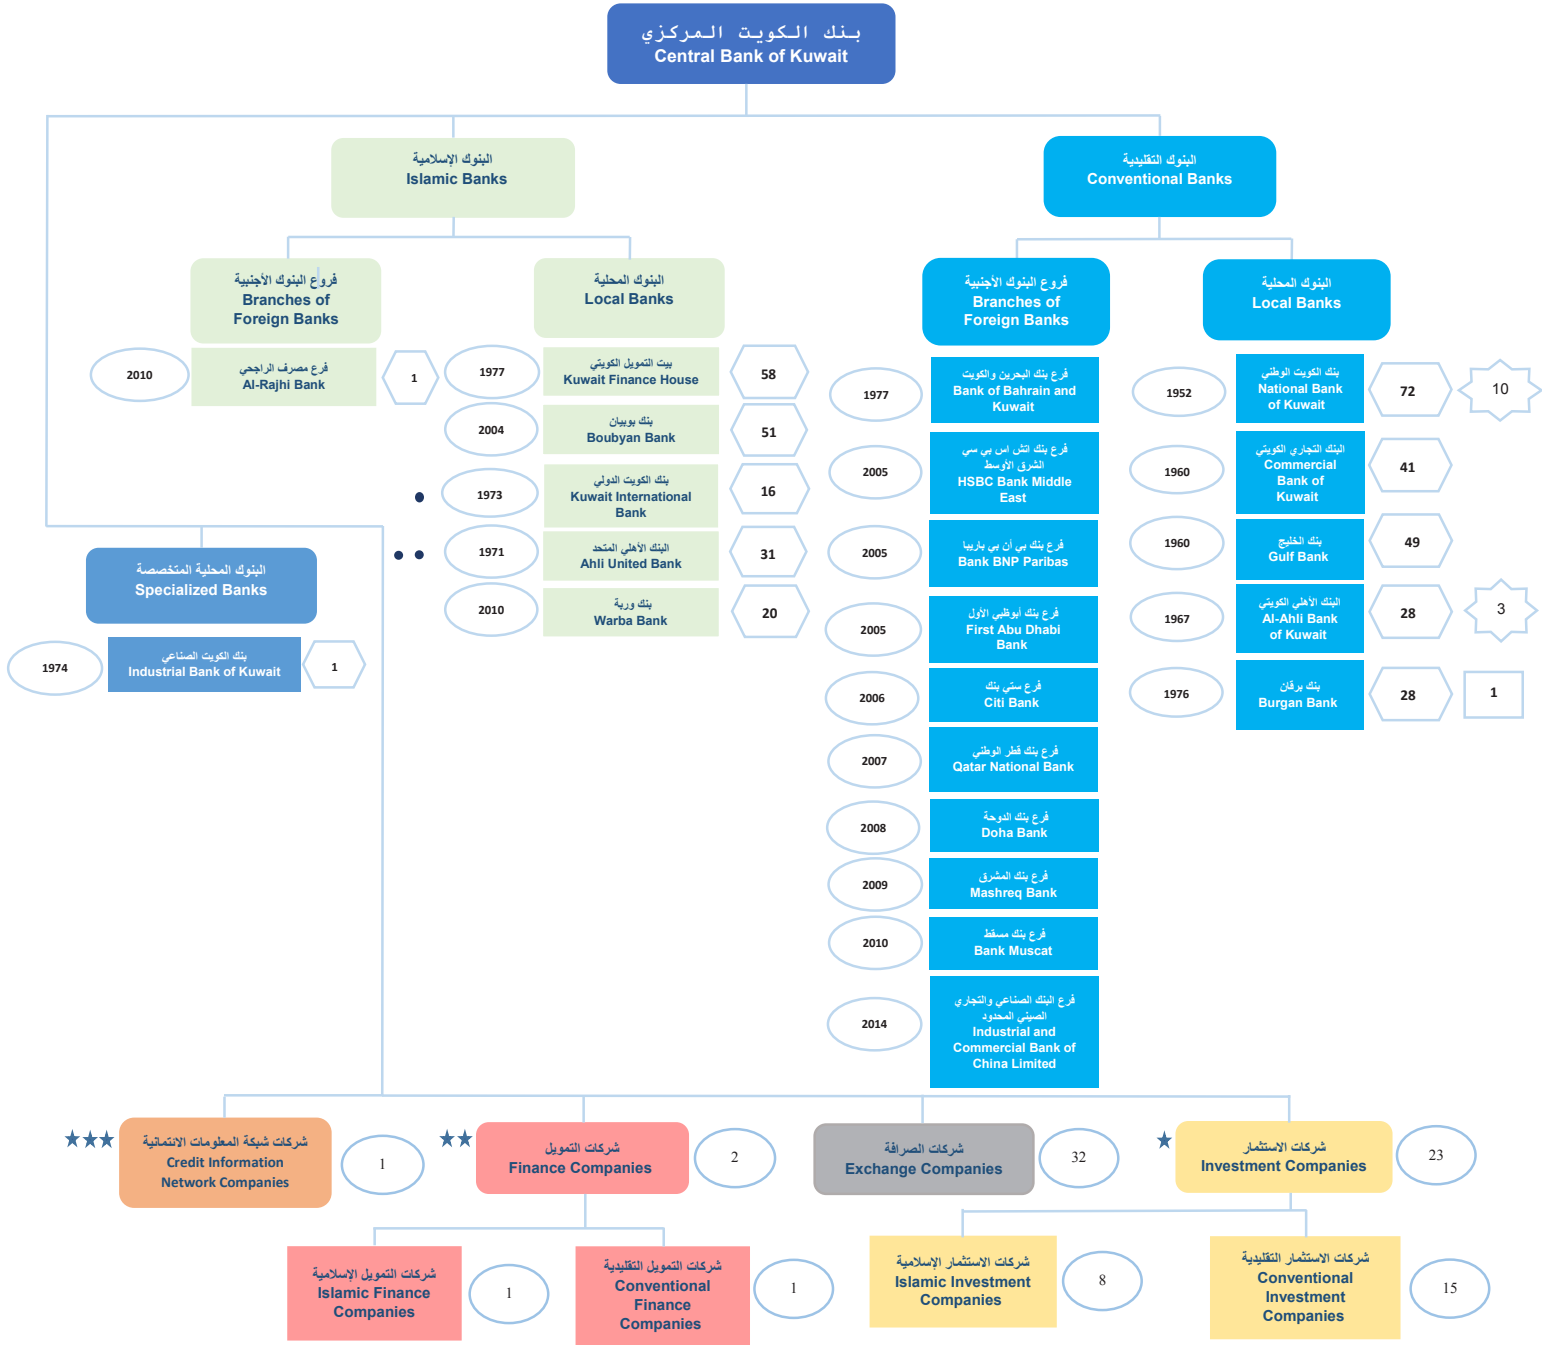 بنك الكويت المركزي
Central Bank of Kuwait
البنوك الإسلامية
Islamic Banks
البنوك التقليدية
Conventional Banks
فروع البنوك الأجنبية
Branches of
Foreign Banks
البنوك المحلية
Local Banks
فروع البنوك الأجنبية
Branches of
Foreign Banks
البنوك المحلية
Local Banks
2010
فرع مصرف الراجحي
Al-Rajhi Bank
1
1977
بيت التمويل الكويتي
Kuwait Finance House
58
2004
بنك بوبيان
Boubyan Bank
51
1973
بنك الكويت الدولي
Kuwait International
Bank
16
1971
البنك الأهلي المتحد
Ahli United Bank
31
2010
بنك وربة
Warba Bank
20
البنوك المحلية المتخصصة
Specialized Banks
1974
بنك الكويت الصناعي
Industrial Bank of Kuwait
1
1977
فرع بنك البحرين والكويت
Bank of Bahrain and
Kuwait
2005
فرع بنك اتش اس بي سي
الشرق الأوسط
HSBC Bank Middle
East
2005
فرع بنك بي أن بي باريبا
Bank BNP Paribas
2005
فرع بنك أبوظبي الأول
First Abu Dhabi
Bank
2006
فرع ستي بنك
Citi Bank
2007
فرع بنك قطر الوطني
Qatar National Bank
2008
فرع بنك الدوحة
Doha Bank
2009
فرع بنك المشرق
Mashreq Bank
2010
فرع بنك مسقط
Bank Muscat
2014
فرع البنك الصناعي والتجاري
الصيني المحدود
Industrial and
Commercial Bank of
China Limited
1952
بنك الكويت الوطني
National Bank
of Kuwait
72
10
1960
البنك التجاري الكويتي
Commercial
Bank of
Kuwait
41
1960
بنك الخليج
Gulf Bank
49
1967
البنك الأهلي الكويتي
Al-Ahli Bank
of Kuwait
28
3
1976
بنك برقان
Burgan Bank
28
1
شركات شبكة المعلومات الائتمانية
Credit Information
Network Companies
1
شركات التمويل
Finance Companies
2
شركات الصرافة
Exchange Companies
32
شركات الاستثمار
Investment Companies
23
شركات التمويل الإسلامية
Islamic Finance
Companies
1
شركات التمويل التقليدية
Conventional
Finance
Companies
1
شركات الاستثمار الإسلامية
Islamic Investment
Companies
8
شركات الاستثمار التقليدية
Conventional
Investment
Companies
15